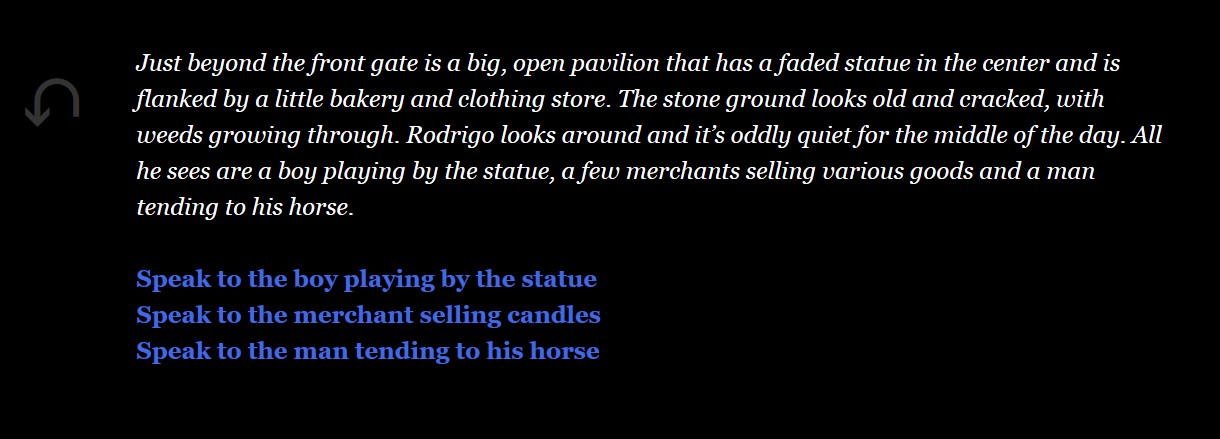 Just beyond the front gate is a big, open pavilion that has a faded statue in the center and is
flanked by a little bakery and clothing store. The stone ground looks old and cracked, with
weeds growing through. Rodrigo looks around and it’s oddly quiet for the middle of the day. All
he sees are a boy playing by the statue, a few merchants selling various goods and a man
tending to his horse.
Speak to the boy playing by the statue
Speak to the merchant selling candles
Speak to the man tending to his horse